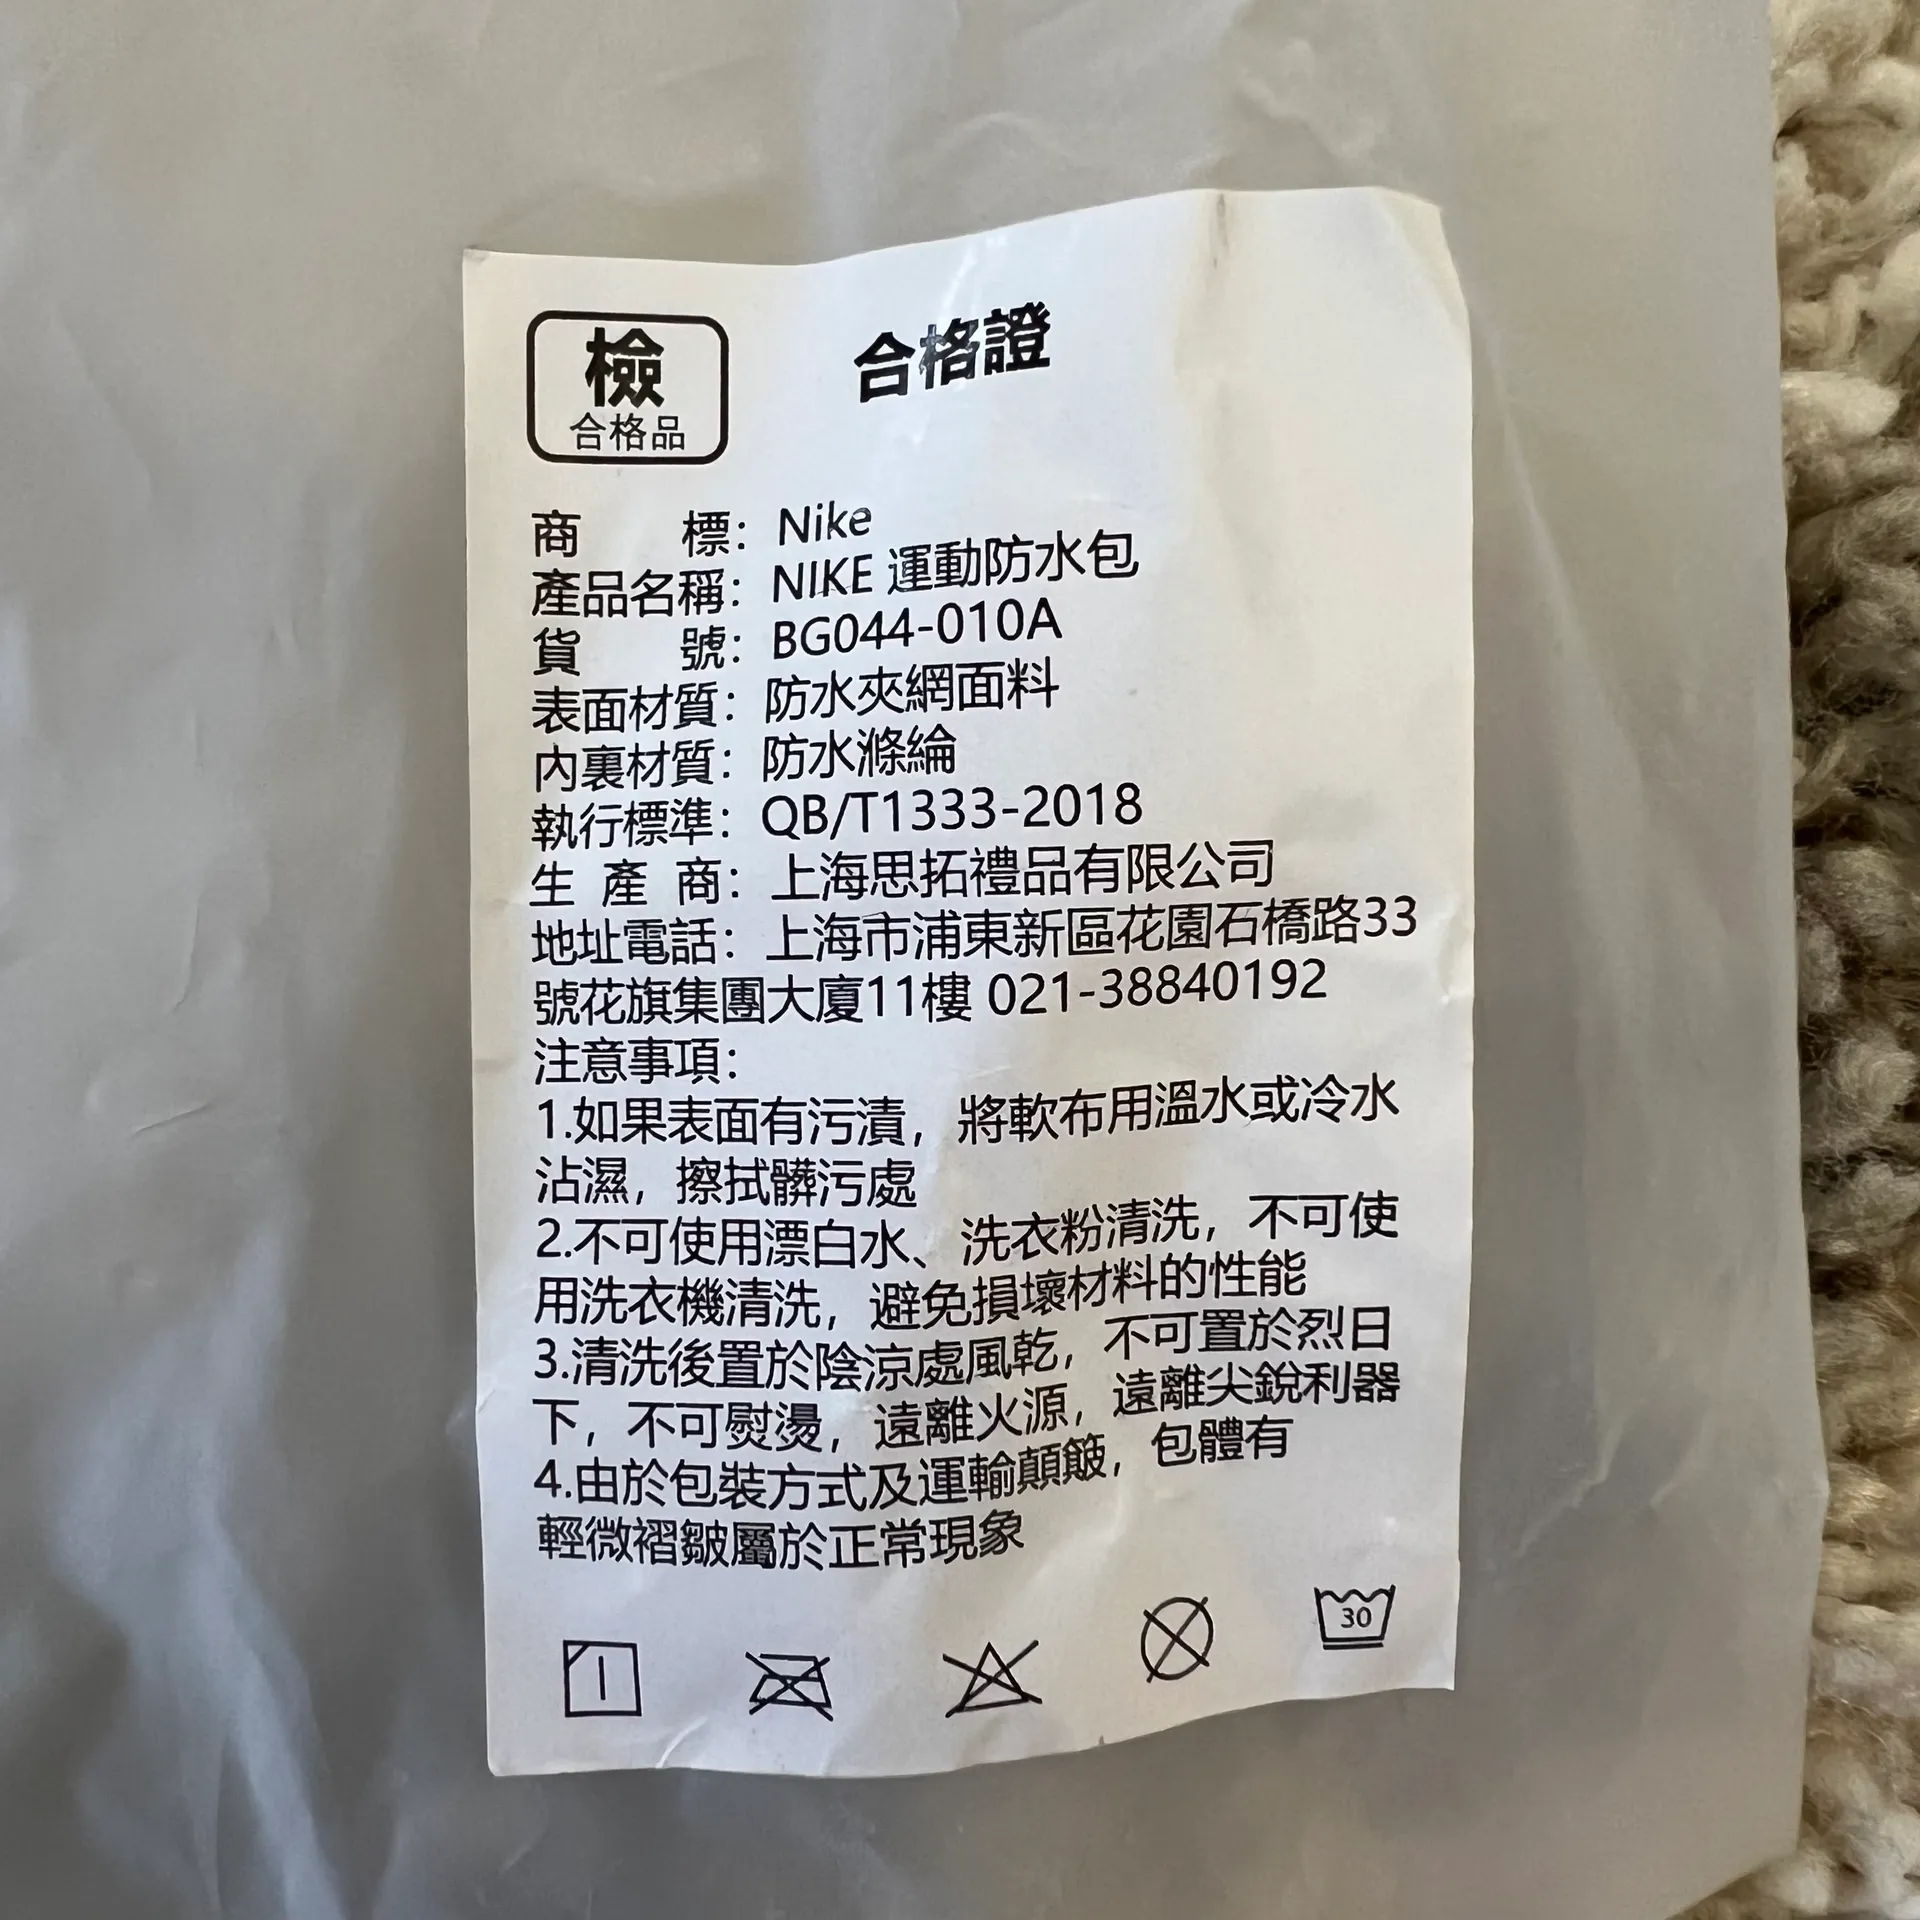 檢
合格品
合格證
商 標：Nike
產品名稱：NIKE 運動防水包
貨 號：BG044-010A
表面材質：防水夾網面料
內裏材質：防水滌綸
執行標準：QB/T1333-2018
生 產 商：上海思拓禮品有限公司
地址電話：上海市浦東新區花園石橋路33
號花旗集團大廈11樓 021-38840192
注意事項：
1.如果表面有污漬，將軟布用溫水或冷水
沾濕，擦拭髒污處
2.不可使用漂白水、洗衣粉清洗，不可使
用洗衣機清洗，避免損壞材料的性能
3.清洗後置於陰涼處風乾，不可置於烈日
下，不可熨燙，遠離火源，遠離尖銳利器
4.由於包裝方式及運輸顛簸，包體有
輕微褶皺屬於正常現象
30